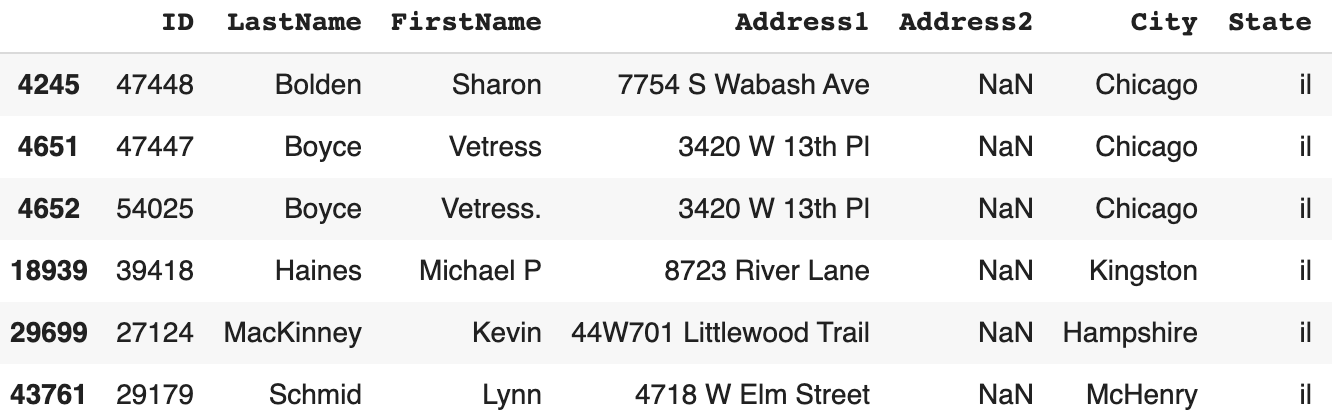 ID LastName FirstName Address1 Address2 City State
4245 47448 Bolden Sharon 7754 S Wabash Ave NaN Chicago il
4651 47447 Boyce Vetress 3420 W 13th Pl NaN Chicago il
4652 54025 Boyce Vetress. 3420 W 13th Pl NaN Chicago il
18939 39418 Haines Michael P 8723 River Lane NaN Kingston il
29699 27124 MacKinney Kevin 44W701 Littlewood Trail NaN Hampshire il
43761 29179 Schmid Lynn 4718 W Elm Street NaN McHenry il